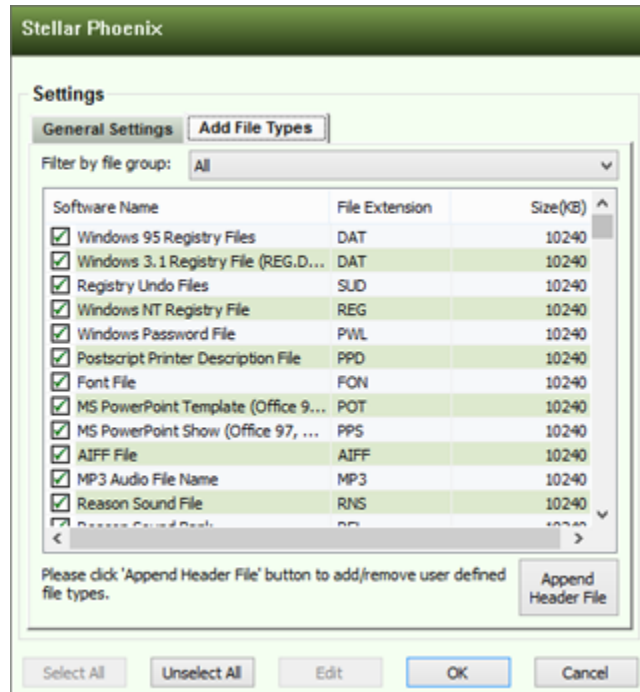 Stellar Phoenix
Settings
General Settings Add File Types
Filter by file group: All
Software Name File Extension Size(KB)
Windows 95 Registry Files DAT 10240
Windows 3.1 Registry File (REG.D... DAT 10240
Registry Undo Files SUD 10240
Windows NT Registry File REG 10240
Windows Password File PWL 10240
Postscript Printer Description File PPD 10240
Font File FON 10240
MS PowerPoint Template (Office 9... POT 10240
MS PowerPoint Show (Office 97, ... PPS 10240
AIFF File AIFF 10240
MP3 Audio File Name MP3 10240
Reason Sound File RNS 10240
Please click 'Append Header File' button to add/remove user defined
file types.
Append
Header File
Select All Unselect All Edit OK Cancel